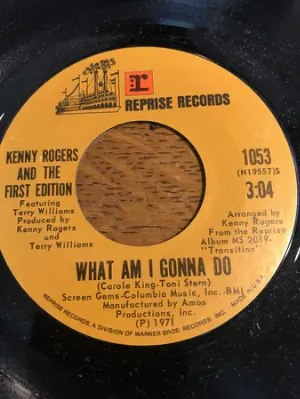 r
REPRISE RECORDS
KENNY ROGERS
AND THE
FIRST EDITION
Featuring
Terry Williams
Produced by
Kenny Rogers
and
Terry Williams
1053
(N19557)S
3:04
Arranged by
Kenny Rogers
From the Reprise
Album MS 2039-
"Transition"
WHAT AM I GONNA DO
(Carole King-Toni Stern)
Screen Gems-Columbia Music, Inc.-BMI
Manufactured by Amos
Productions, Inc.
(P) 1971
REPRISE RECORDS, A DIVISION OF WARNER BROS. RECORDS, INC.
MADE IN U.S.A.